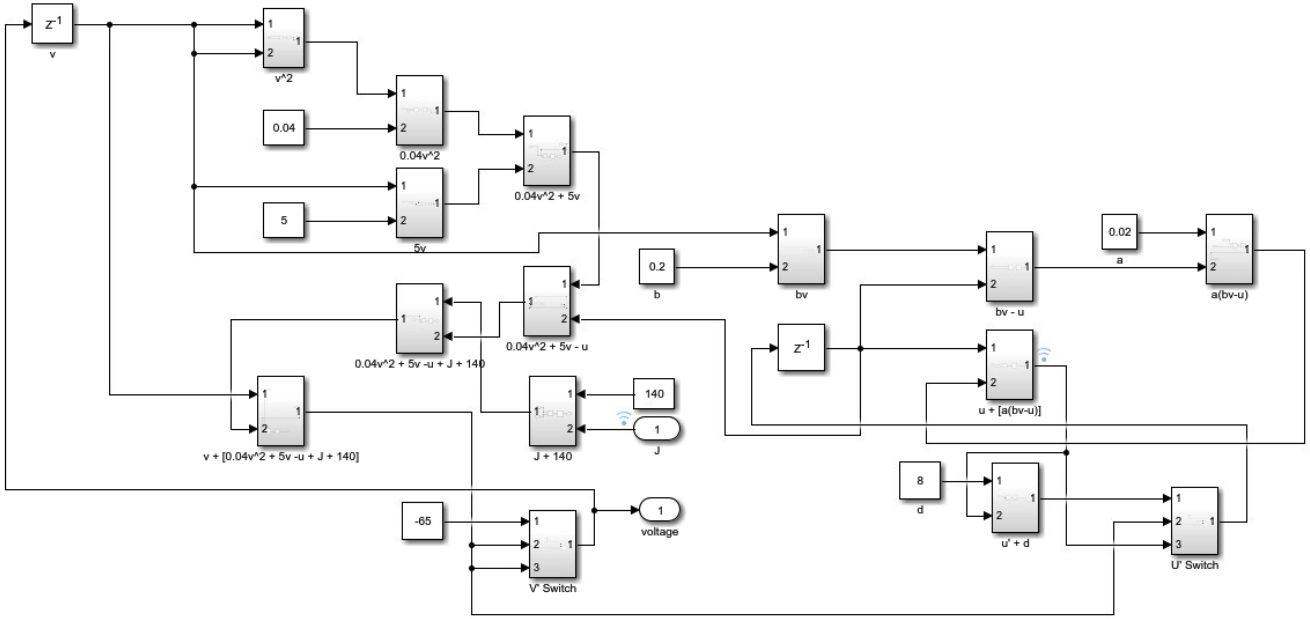 z-1
v
1
2
1
v^2
0.04
1
2
1
0.04v^2
1
2
1
0.04v^2 + 5v
5
1
2
1
5v
0.2
b
1
2
1
bv
1
2
1
bv - u
0.02
a
1
2
1
a(bv-u)
1
2
1
0.04v^2 + 5v - u
1
2
1
0.04v^2 + 5v -u + J + 140
z-1
1
2
1
u + [a(bv-u)]
1
2
1
v + [0.04v^2 + 5v -u + J + 140]
140
1
J
1
2
1
J + 140
8
d
1
2
1
u' + d
-65
1
2
3
1
V' Switch
1
voltage
1
2
3
1
U' Switch